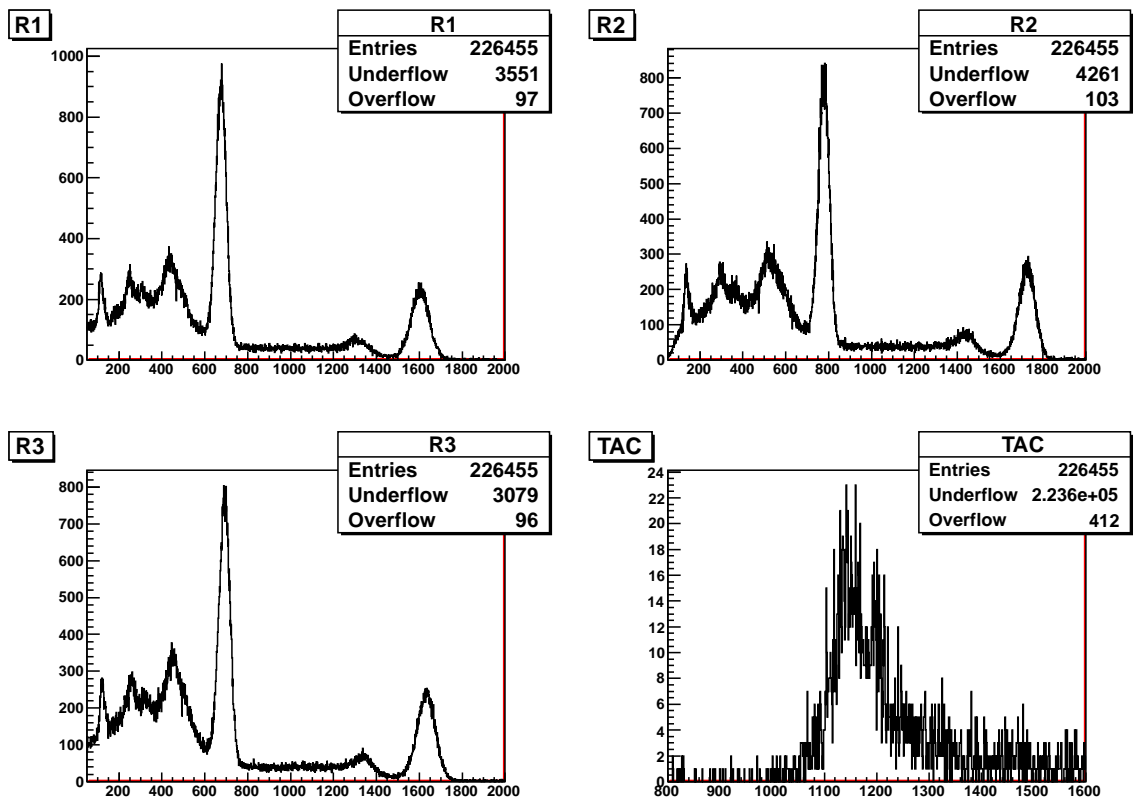 R1
R1
Entries 226455
Underflow 3551
Overflow 97
1000
800
600
400
200
0
200 400 600 800 1000 1200 1400 1600 1800 2000
R2
R2
Entries 226455
Underflow 4261
Overflow 103
800
700
600
500
400
300
200
100
0
200 400 600 800 1000 1200 1400 1600 1800 2000
R3
R3
Entries 226455
Underflow 3079
Overflow 96
800
700
600
500
400
300
200
100
0
200 400 600 800 1000 1200 1400 1600 1800 2000
TAC
TAC
Entries 226455
Underflow 2.236e+05
Overflow 412
24
22
20
18
16
14
12
10
8
6
4
2
0
800 900 1000 1100 1200 1300 1400 1500 1600